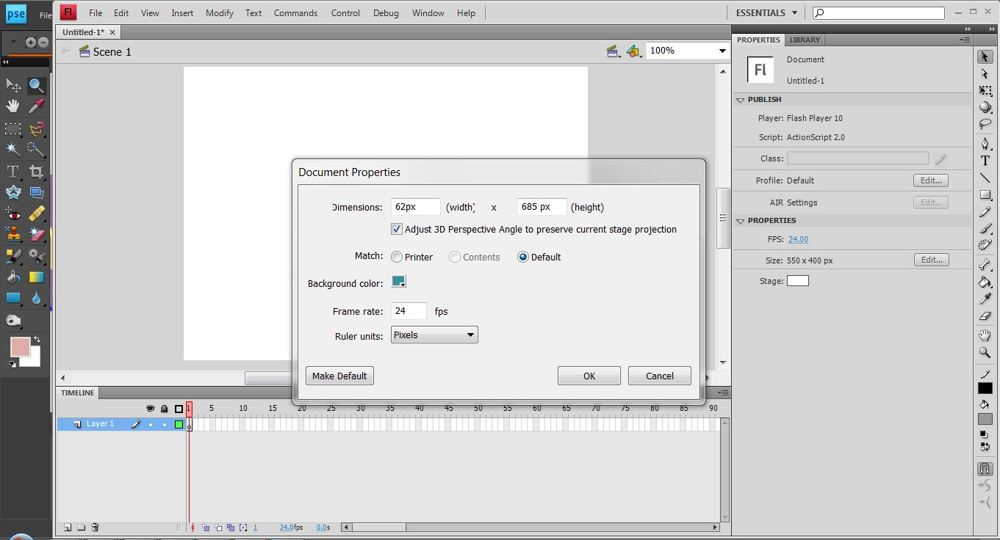 pse
File
Fl
File Edit View Insert Modify Text Commands Control Debug Window Help
ESSENTIALS
Untitled-1*
Scene 1
100%
Document Properties
Dimensions: 62px (width) x 685 px (height)
Adjust 3D Perspective Angle to preserve current stage projection
Match: Printer Contents Default
Background color:
Frame rate: 24 fps
Ruler units: Pixels
Make Default OK Cancel
TIMELINE
1 5 10 15 20 25 30 35 40 45 50 55 60 65 70 75 80 85 90
Layer 1
1 24.0fps 0.0s
PROPERTIES LIBRARY
Fl
Document
Untitled-1
PUBLISH
Player: Flash Player 10
Script: ActionScript 2.0
Class:
Profile: Default Edit...
AIR Settings Edit...
PROPERTIES
FPS: 24.00
Size: 550 x 400 px Edit...
Stage: